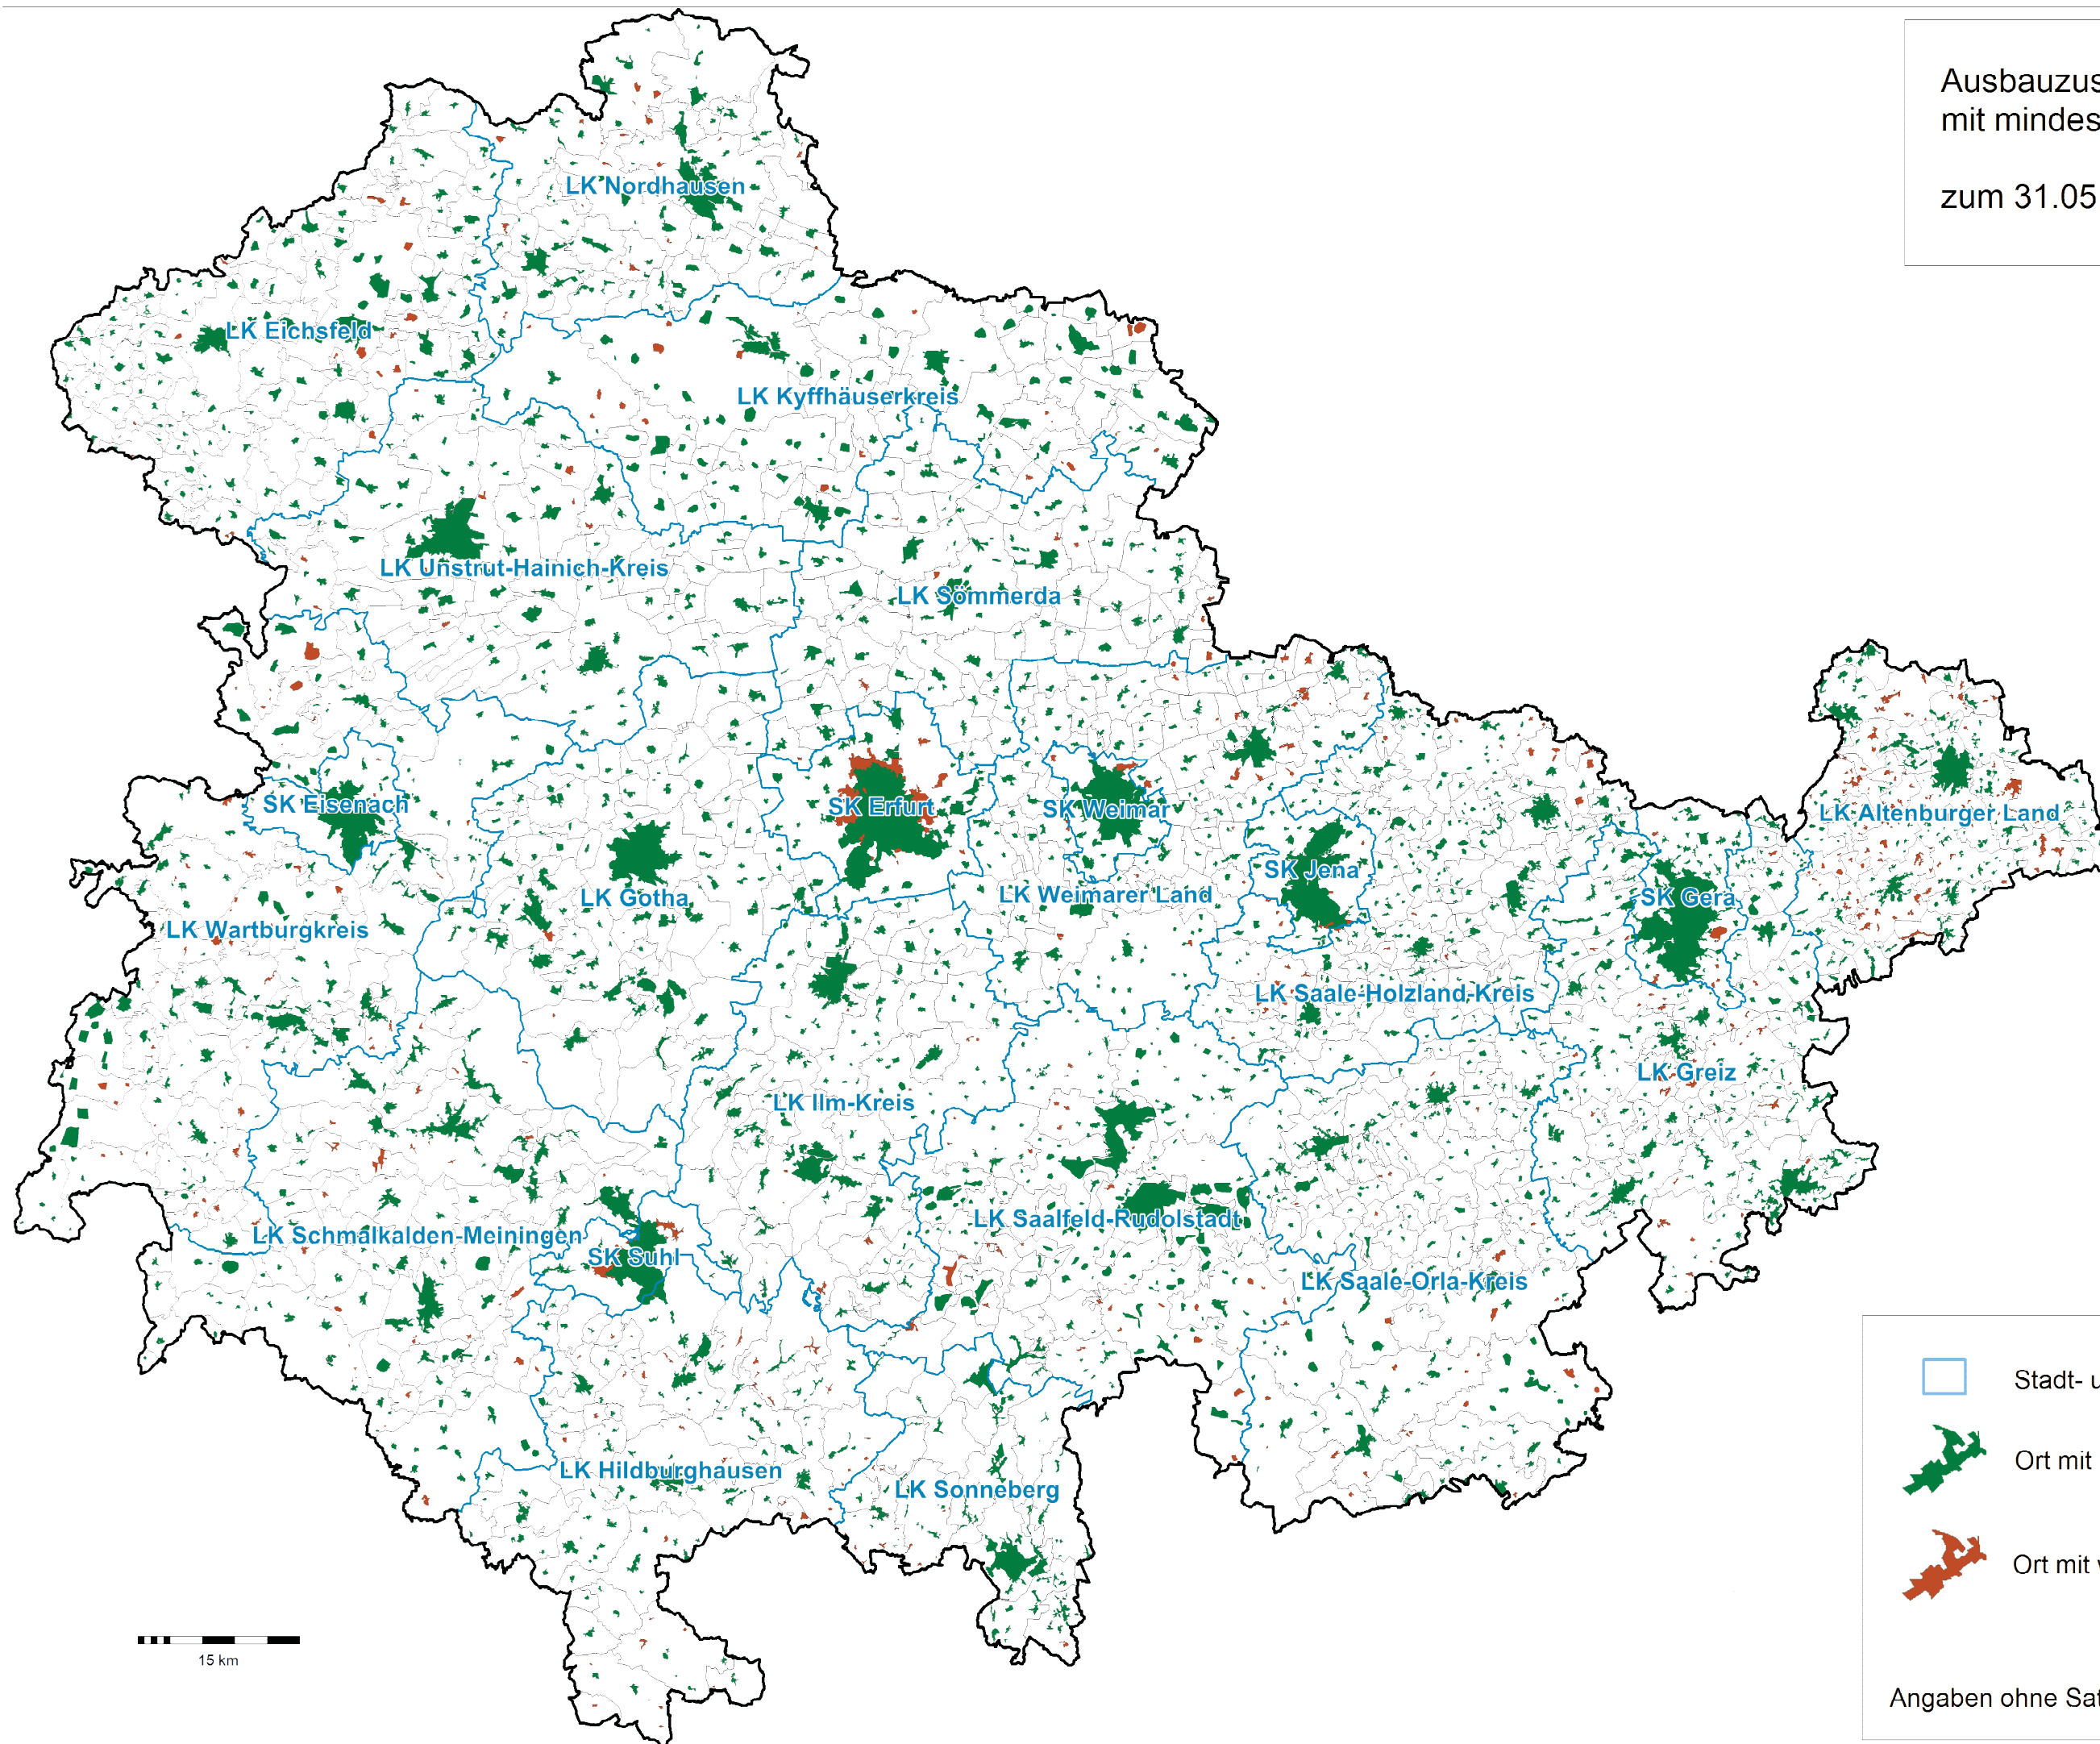 Ausbauzus
mit mindes
zum 31.05
LK Nordhausen
LK Eichsfeld
LK Kyffhäuserkreis
LK Unstrut-Hainich-Kreis
LK Sömmerda
SK Eisenach
SK Erfurt
SK Weimar
LK Altenburger Land
SK Jena
LK Gotha
LK Weimarer Land
SK Gera
LK Wartburgkreis
LK Saale-Holzland-Kreis
LK Greiz
LK Ilm-Kreis
LK Saalfeld-Rudolstadt
LK Schmalkalden-Meiningen
SK Suhl
LK Saale-Orla-Kreis
LK Hildburghausen
LK Sonneberg
Stadt- u
Ort mit
Ort mit v
15 km
Angaben ohne Sat